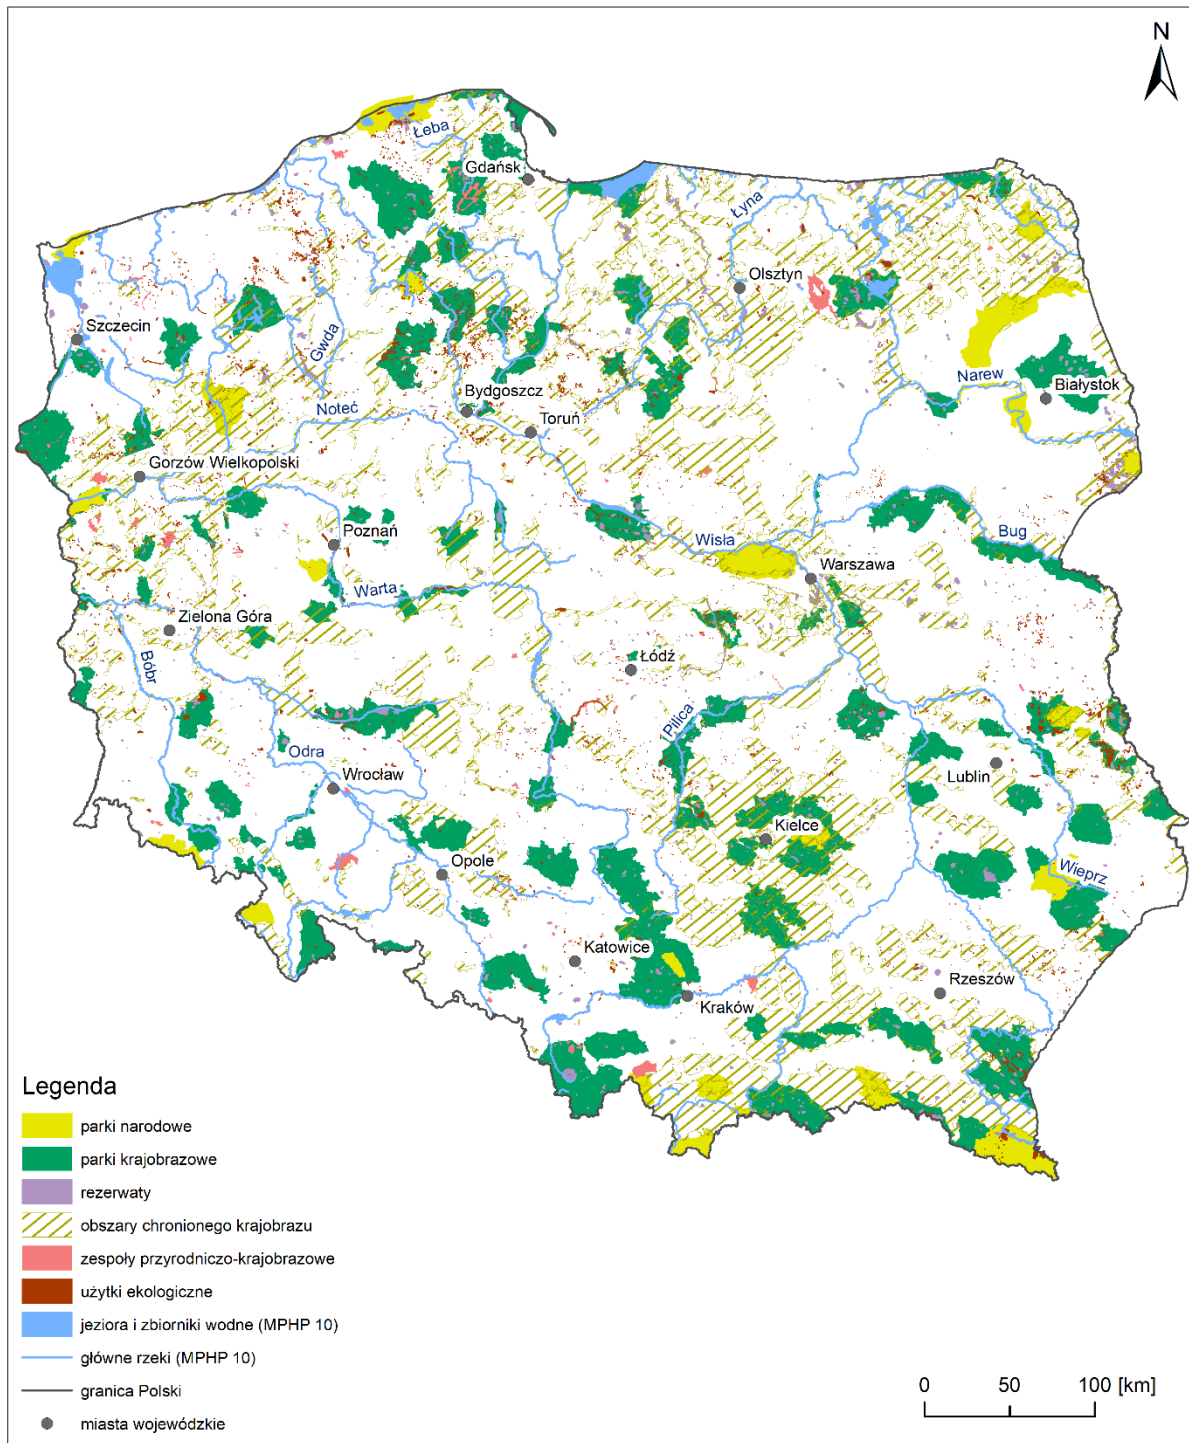 N
Łeba
Gdańsk
Łyna
Olsztyn
Szczecin
Gwda
Narew
Białystok
Bydgoszcz
Noteć
Toruń
Gorzów Wielkopolski
Poznań
Wisła
Bug
Warszawa
Warta
Zielona Góra
Bóbr
Łódź
Pilica
Odra
Wrocław
Lublin
Kielce
Opole
Wieprz
Katowice
Rzeszów
Kraków
Legenda
parki narodowe
parki krajobrazowe
rezerwaty
obszary chronionego krajobrazu
zespoły przyrodniczo-krajobrazowe
użytki ekologiczne
jeziora i zbiorniki wodne (MPHP 10)
główne rzeki (MPHP 10)
granica Polski
miasta wojewódzkie
0 50 100 [km]